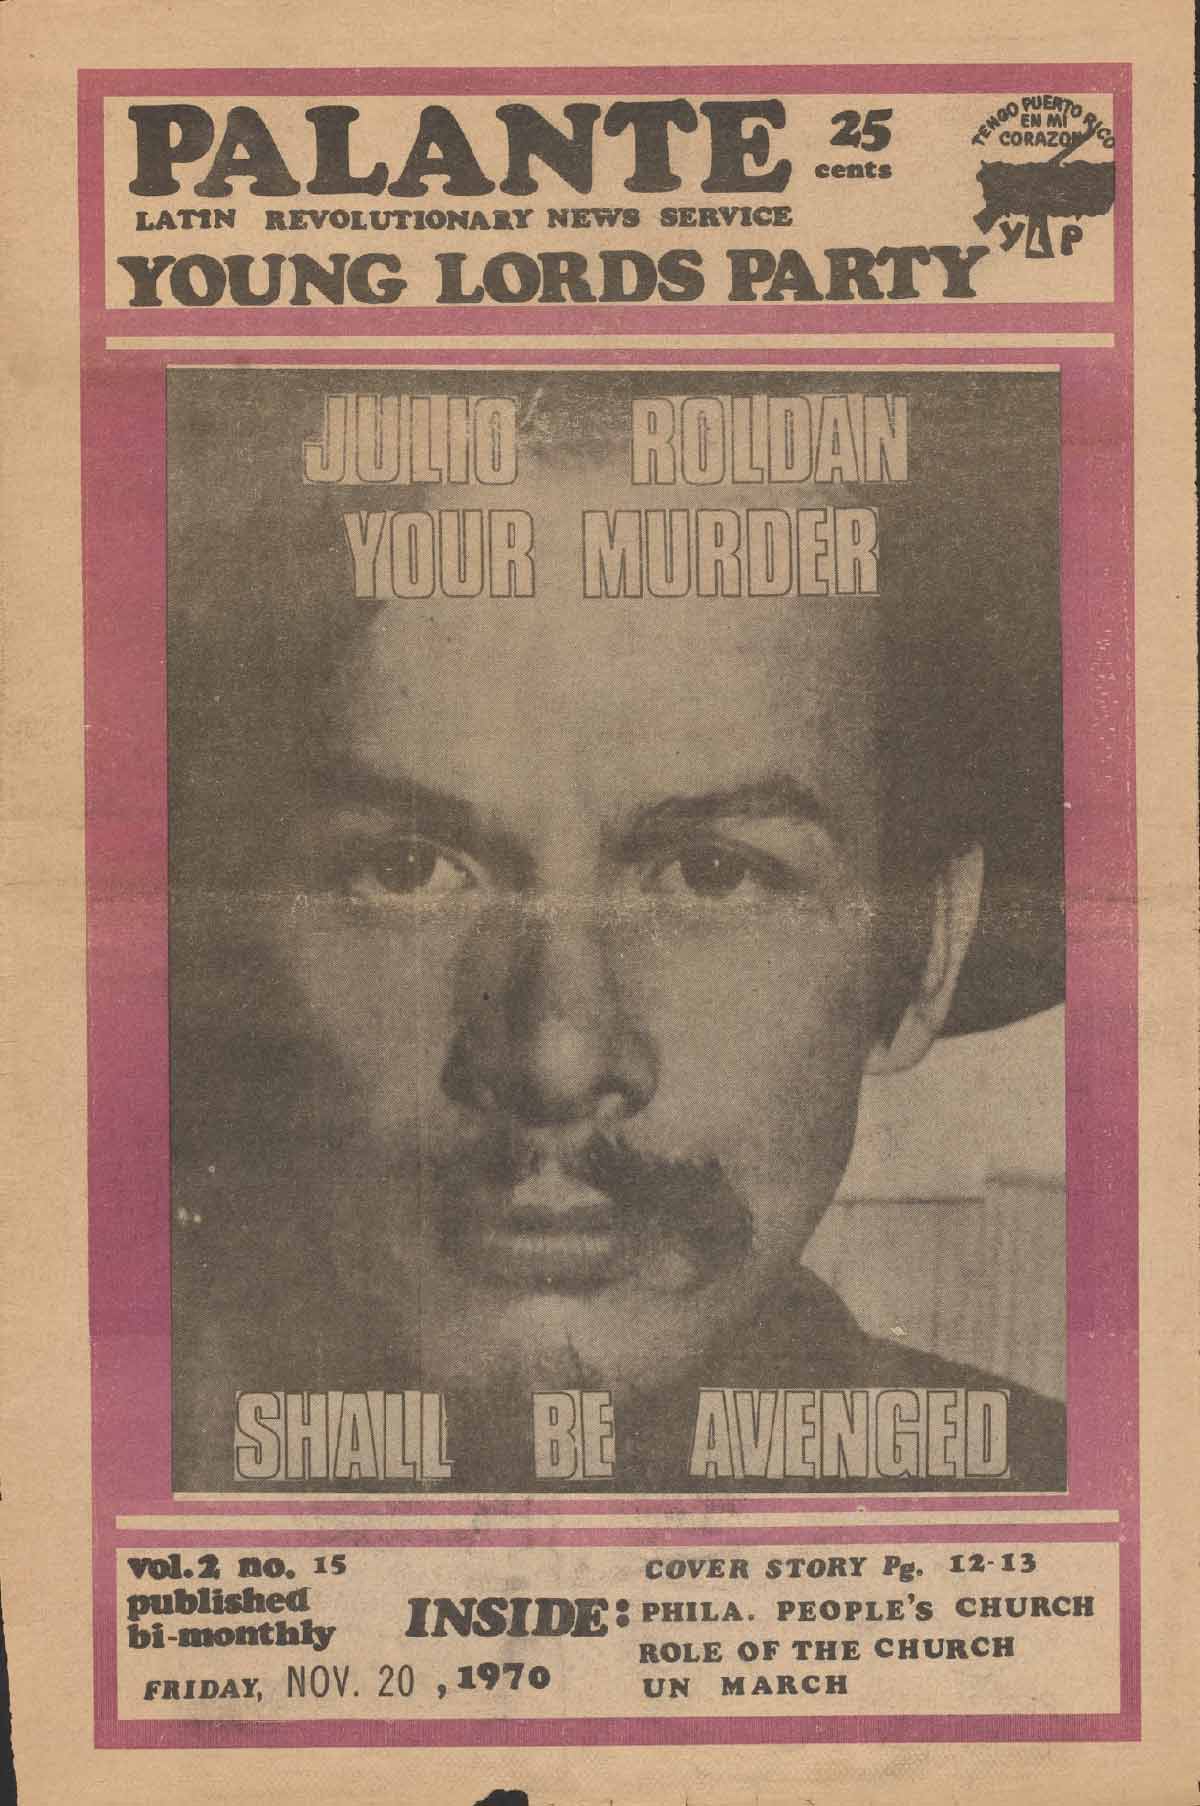 PALANTE
25
cents
LATIN REVOLUTIONARY NEWS SERVICE
YOUNG LORDS PARTY
TENGO PUERTO RICO
EN MI
CORAZON
YLP
JULIO ROLDAN
YOUR MURDER
SHALL BE AVENGED
vol.2 no. 15
published
bi-monthly
FRIDAY, NOV. 20, 1970
INSIDE:
COVER STORY Pg. 12-13
PHILA. PEOPLE'S CHURCH
ROLE OF THE CHURCH
UN MARCH